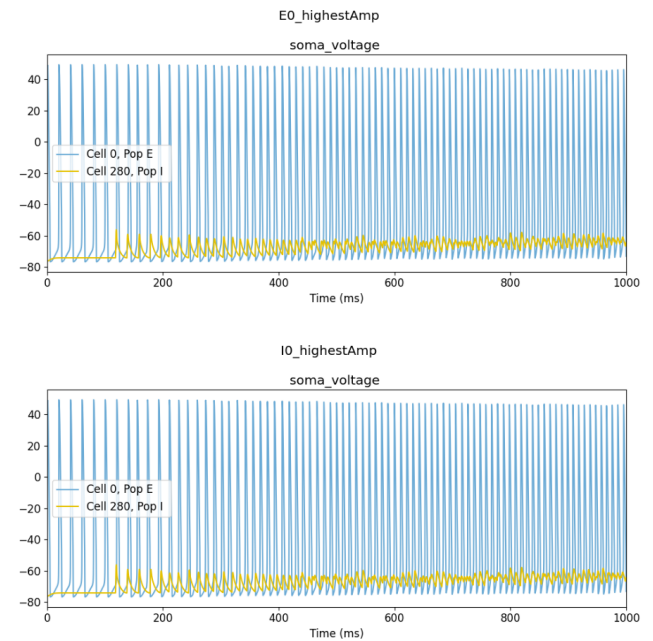 E0_highestAmp
soma_voltage
40
20
0
−20
−40
−60
−80
Cell 0, Pop E
Cell 280, Pop I
0 200 400 600 800 1000
Time (ms)
I0_highestAmp
soma_voltage
40
20
0
−20
−40
−60
−80
Cell 0, Pop E
Cell 280, Pop I
0 200 400 600 800 1000
Time (ms)